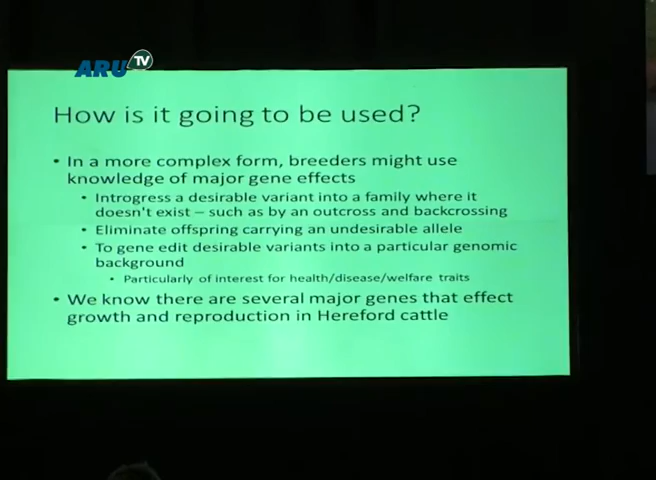 ARU TV
How is it going to be used?
• In a more complex form, breeders might use
knowledge of major gene effects
• Introgress a desirable variant into a family where it
doesn't exist – such as by an outcross and backcrossing
• Eliminate offspring carrying an undesirable allele
• To gene edit desirable variants into a particular genomic
background
• Particularly of interest for health/disease/welfare traits
• We know there are several major genes that effect
growth and reproduction in Hereford cattle